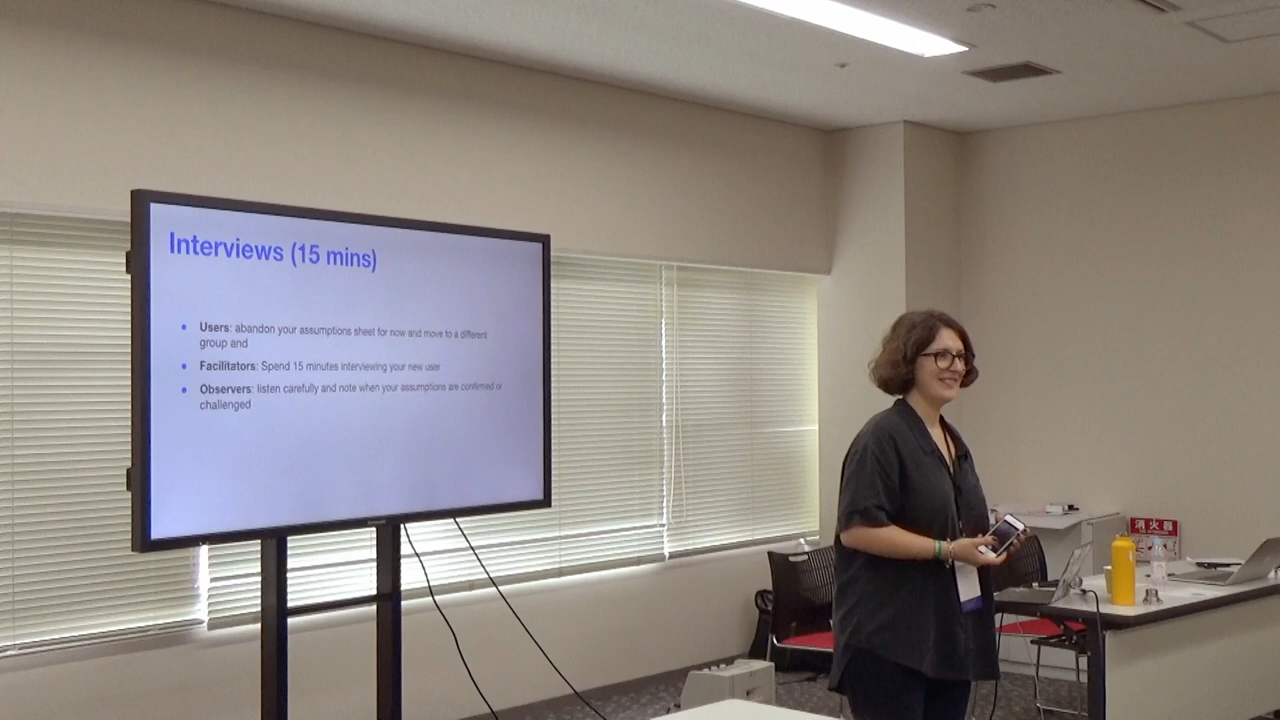 Interviews (15 mins)
• Users: abandon your assumptions sheet for now and move to a different
group and
• Facilitators: Spend 15 minutes interviewing your new user
• Observers: listen carefully and note when your assumptions are confirmed or
challenged
消火器